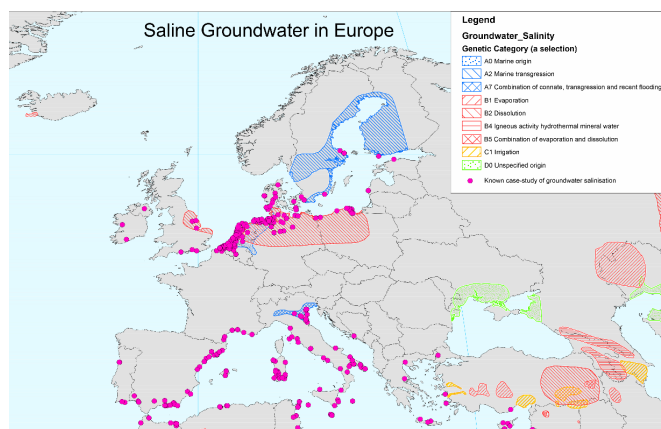 Saline Groundwater in Europe
Legend
Groundwater_Salinity
Genetic Category (a selection)
A0 Marine origin
A2 Marine transgression
A7 Combination of connate, transgression and recent flooding
B1 Evaporation
B2 Dissolution
B4 Igneous activity hydrothermal mineral water
B5 Combination of evaporation and dissolution
C1 Irrigation
D0 Unspecified origin
Known case-study of groundwater salinisation